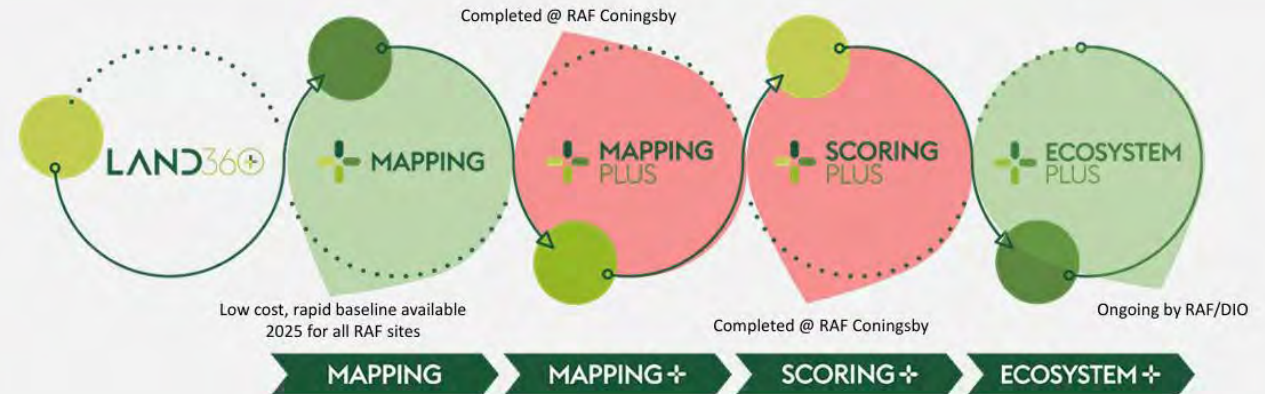 Completed @ RAF Coningsby
LAND360
MAPPING
MAPPING
PLUS
SCORING
PLUS
ECOSYSTEM
PLUS
Low cost, rapid baseline available
2025 for all RAF sites
Completed @ RAF Coningsby
Ongoing by RAF/DIO
MAPPING
MAPPING+
SCORING+
ECOSYSTEM+